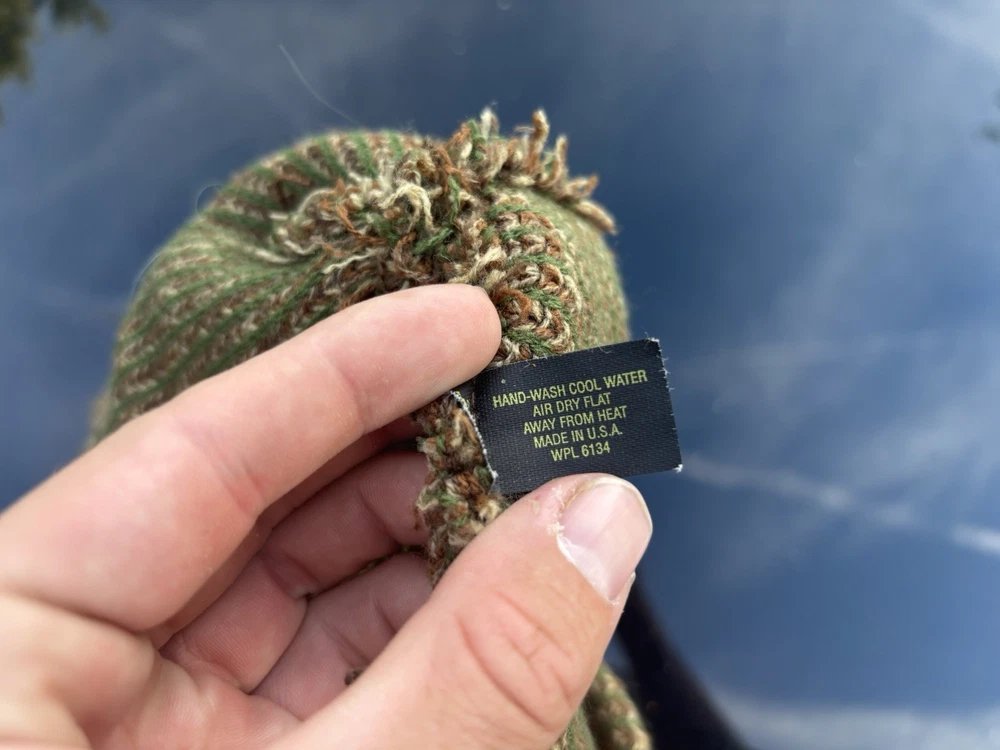 HAND-WASH COOL WATER
AIR DRY FLAT
AWAY FROM HEAT
MADE IN U.S.A.
WPL 6134